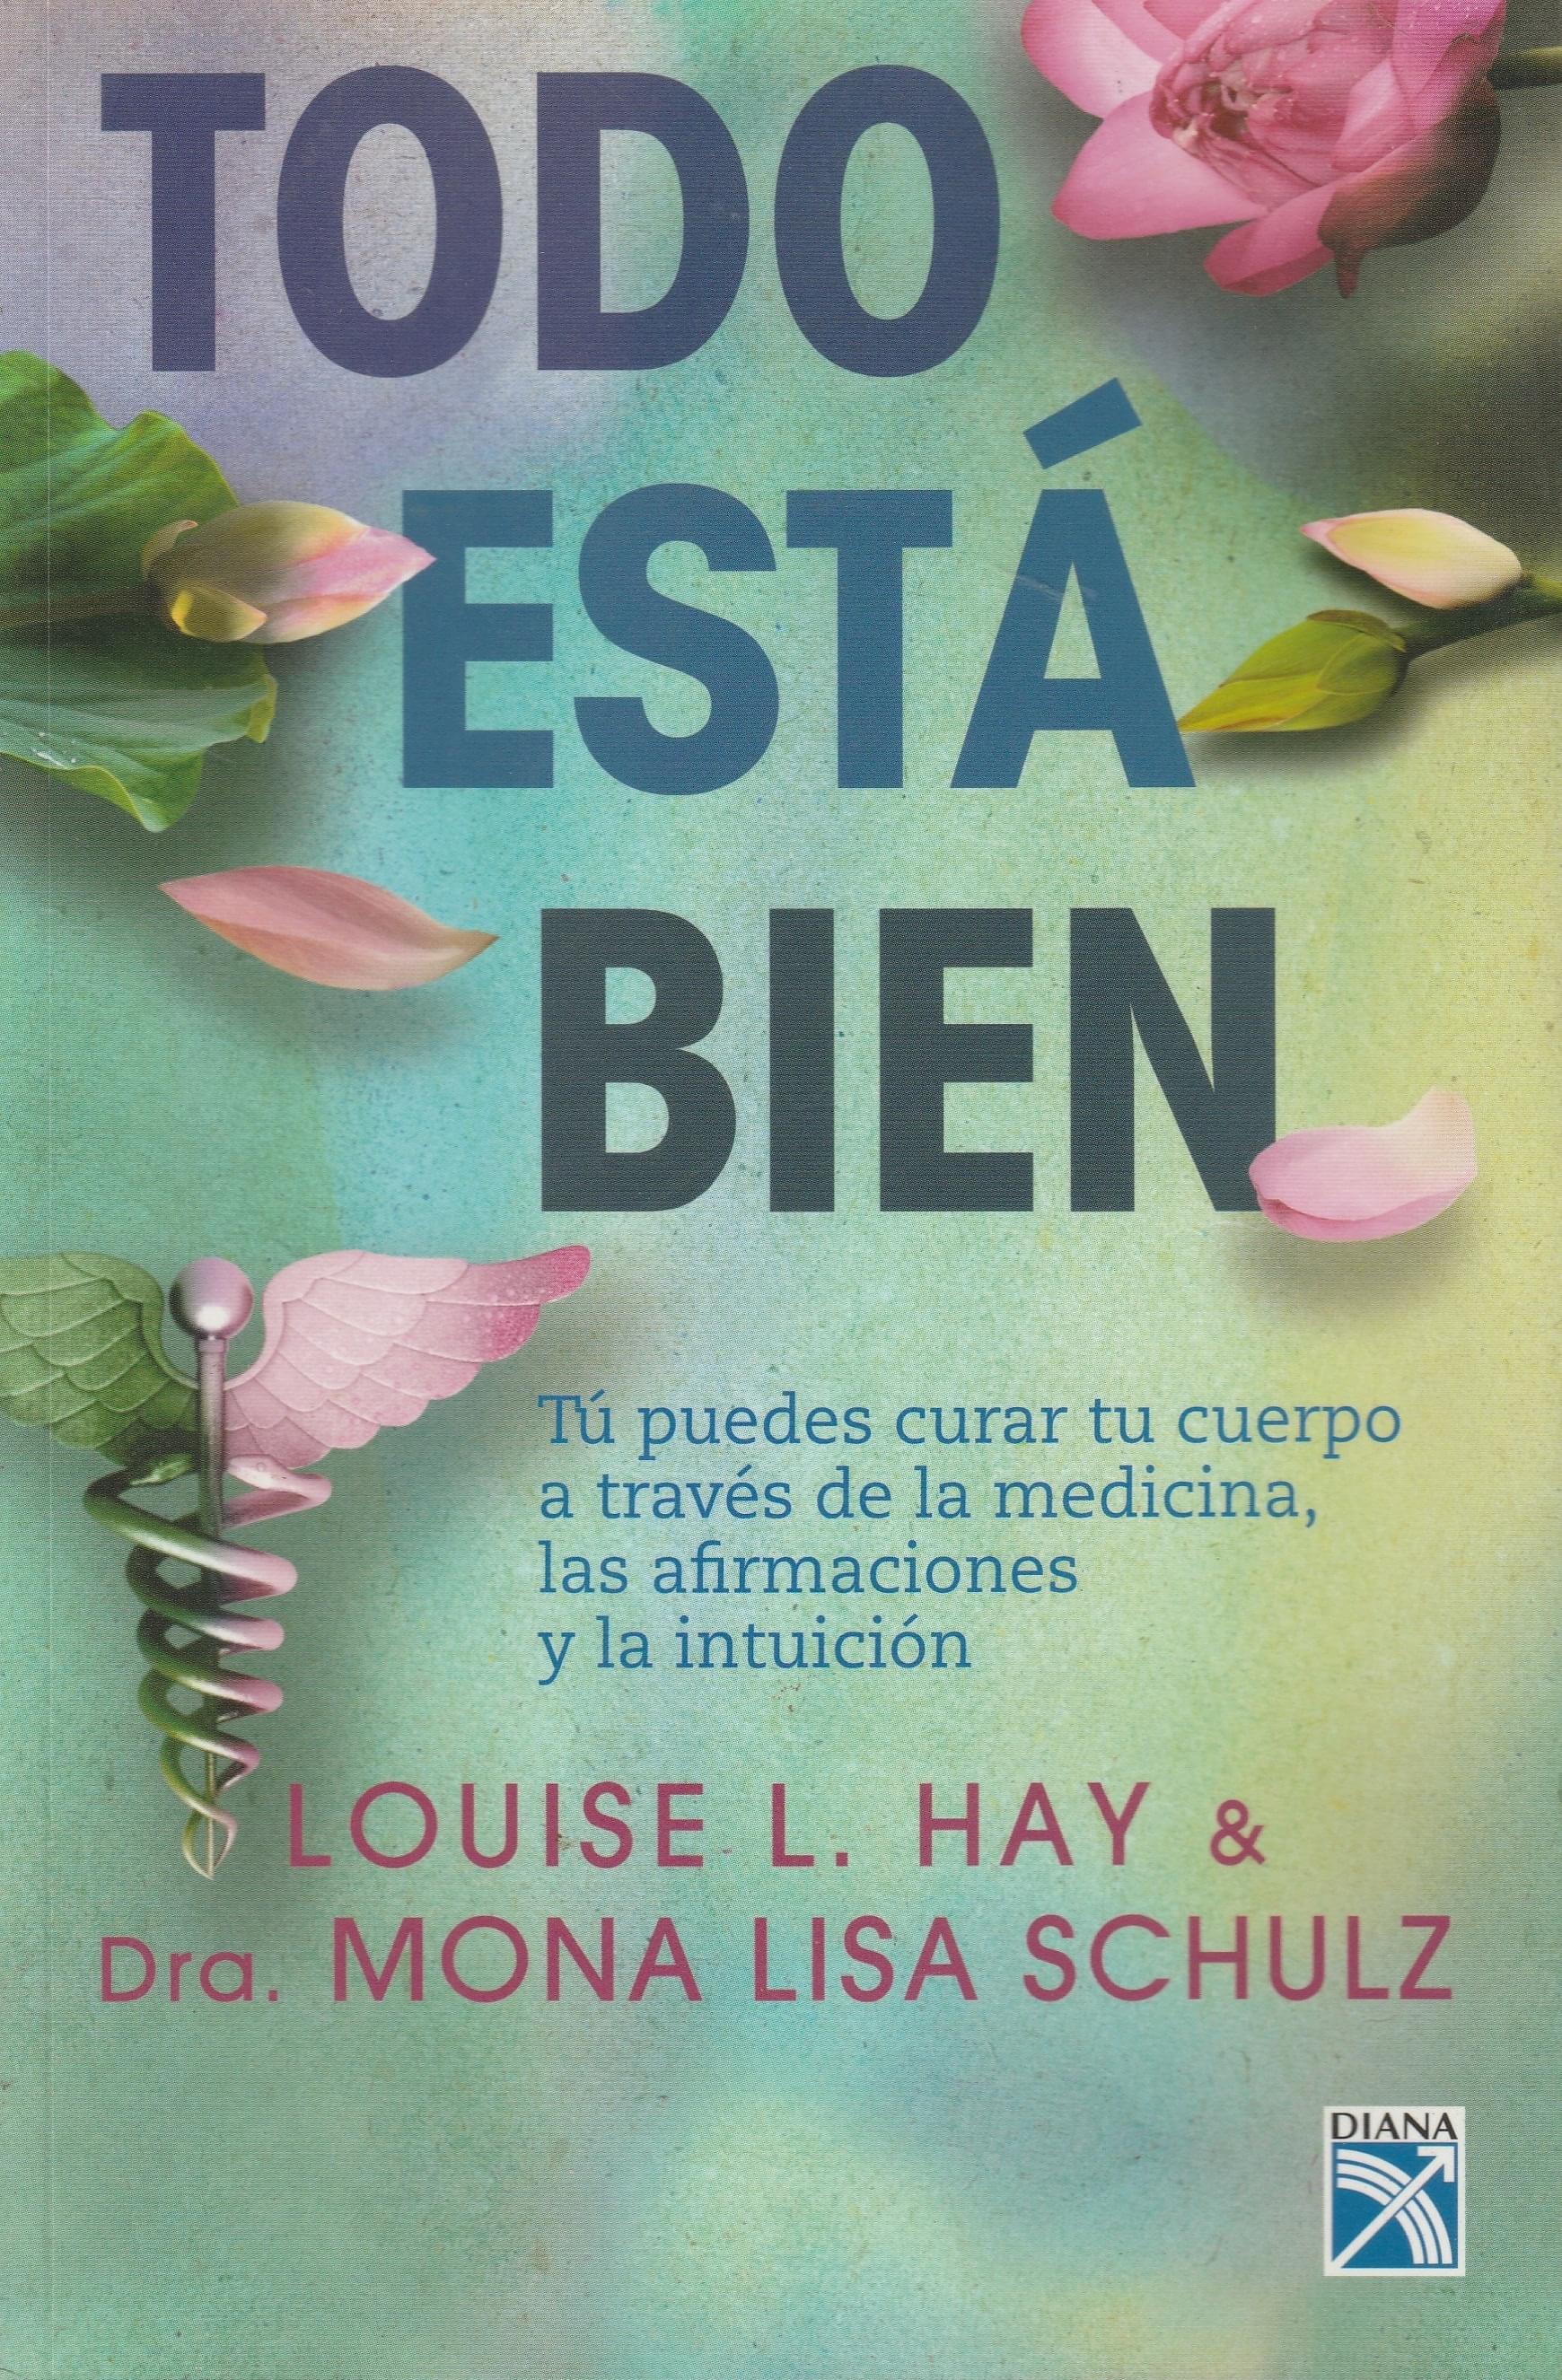 TODO
ESTÁ
BIEN
Tú puedes curar tu cuerpo
a través de la medicina,
las afirmaciones
y la intuición
LOUISE L. HAY &
Dra. MONA LISA SCHULZ
DIANA